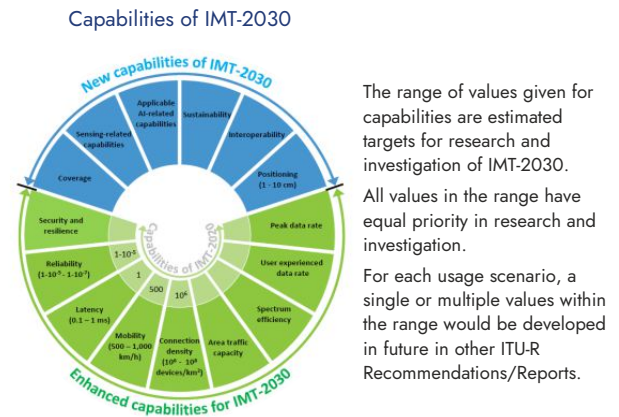 Capabilities of IMT-2030
New capabilities of IMT-2030
Coverage
Sensing-related
capabilities
Applicable
AI-related
capabilities
Sustainability
Interoperability
Positioning
(1 - 10 cm)
Security and
resilience
Reliability
(1-10⁻⁵ - 1-10⁻⁷)
Latency
(0.1 – 1 ms)
Mobility
(500 – 1,000
km/h)
Connection
density
(10⁶ - 10⁸
devices/km²)
Area traffic
capacity
Spectrum
efficiency
User experienced
data rate
Peak data rate
1-10⁻⁵
1
500
10⁶
Capabilities of IMT-2020
Enhanced capabilities for IMT-2030
The range of values given for
capabilities are estimated
targets for research and
investigation of IMT-2030.
All values in the range have
equal priority in research and
investigation.
For each usage scenario, a
single or multiple values within
the range would be developed
in future in other ITU-R
Recommendations/Reports.